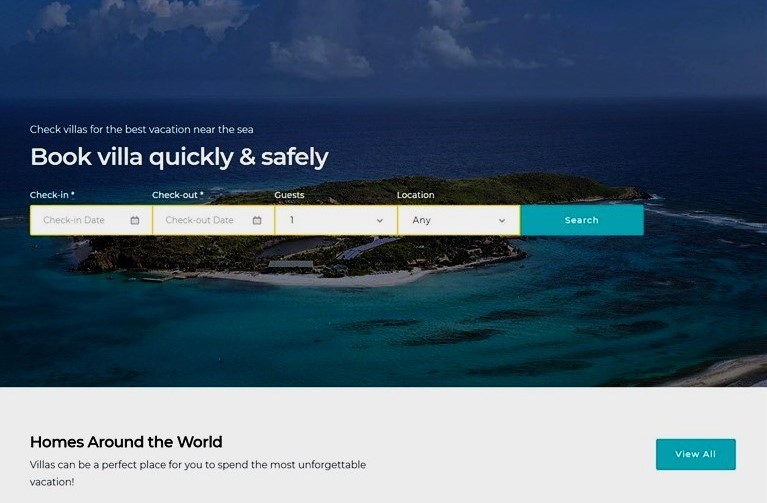 Check villas for the best vacation near the sea
Book villa quickly & safely
Check-in * Check-out * Guests Location
Check-in Date Check-out Date 1 Any Search
Homes Around the World
Villas can be a perfect place for you to spend the most unforgettable
vacation!
View All